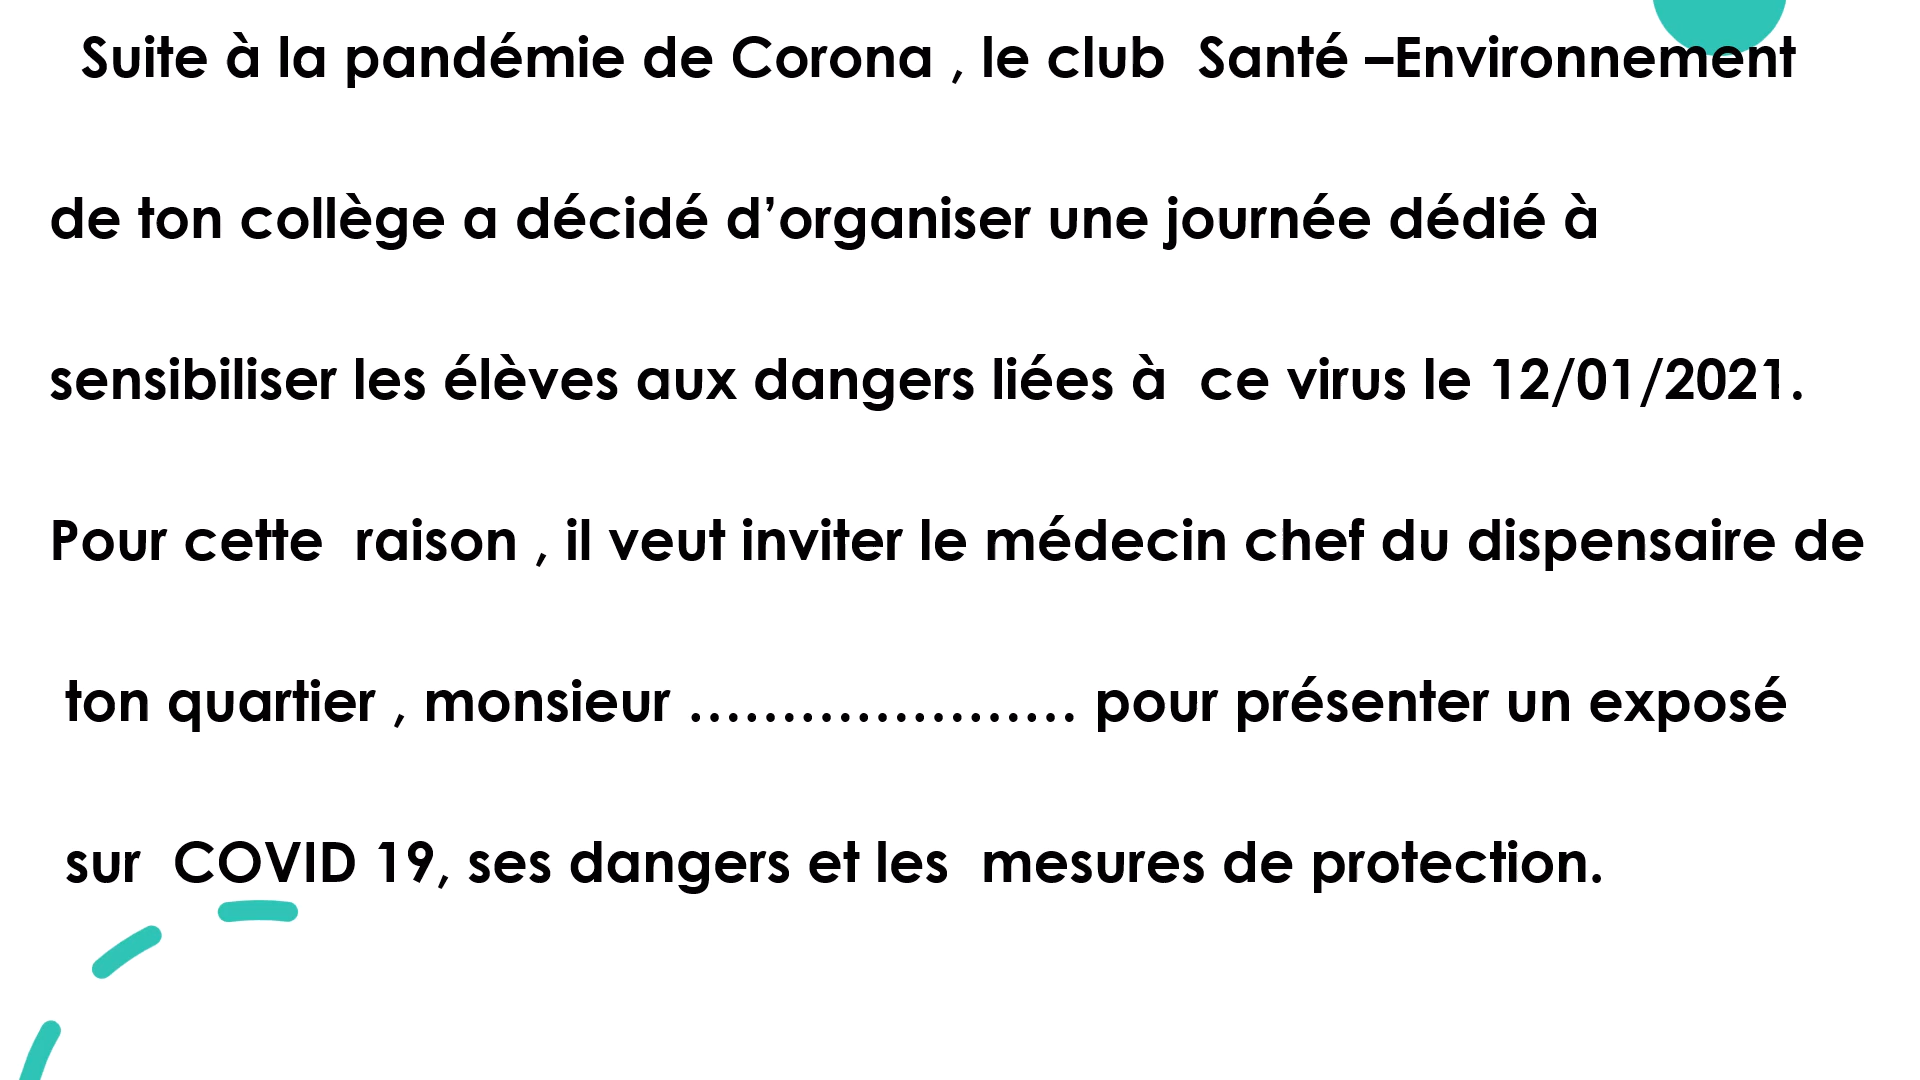 Suite à la pandémie de Corona , le club  Santé –Environnement
de ton collège a décidé d’organiser une journée dédié à
sensibiliser les élèves aux dangers liées à  ce virus le 12/01/2021.
Pour cette  raison , il veut inviter le médecin chef du dispensaire de
ton quartier , monsieur ………………… pour présenter un exposé
sur  COVID 19, ses dangers et les  mesures de protection.